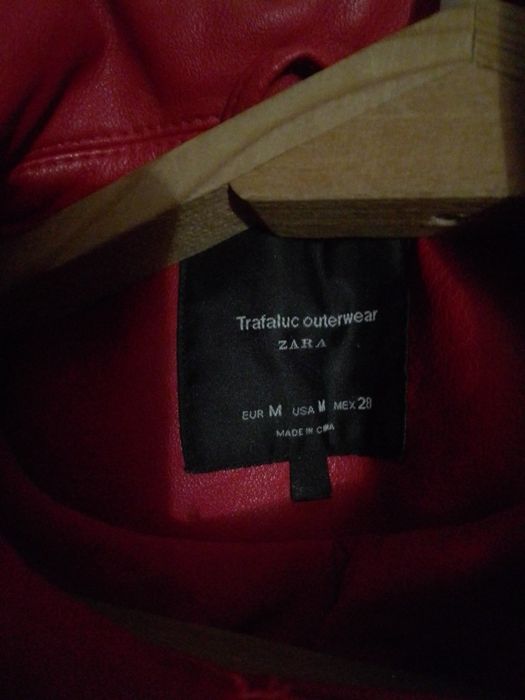 Trafaluc outerwear
ZARA
EUR M USA M MEX 28
MADE IN CHINA